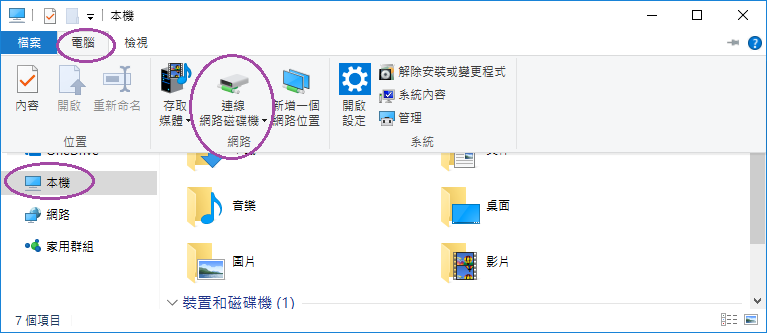 本機
檔案
電腦
檢視
內容
開啟
重新命名
位置
存取
媒體
連線
網路磁碟機
新增一個
網路位置
網路
開啟
設定
解除安裝或變更程式
系統內容
管理
系統
OneDrive
本機
網路
家用群組
音樂
桌面
圖片
影片
裝置和磁碟機 (1)
7 個項目